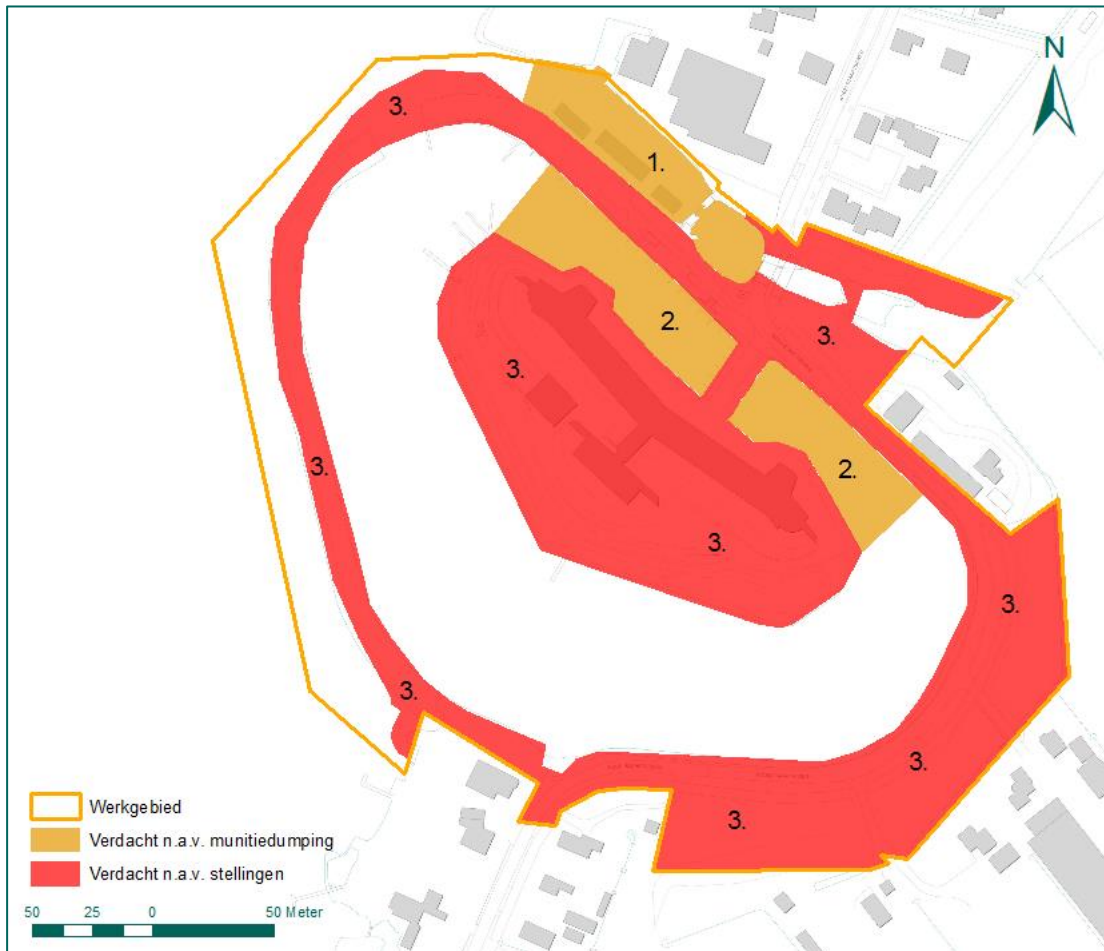 N
3.
1.
2.
3.
3.
2.
3.
3.
3.
3.
3.
3.
Werkgebied
Verdacht n.a.v. munitiedumping
Verdacht n.a.v. stellingen
50 25 0 50 Meter